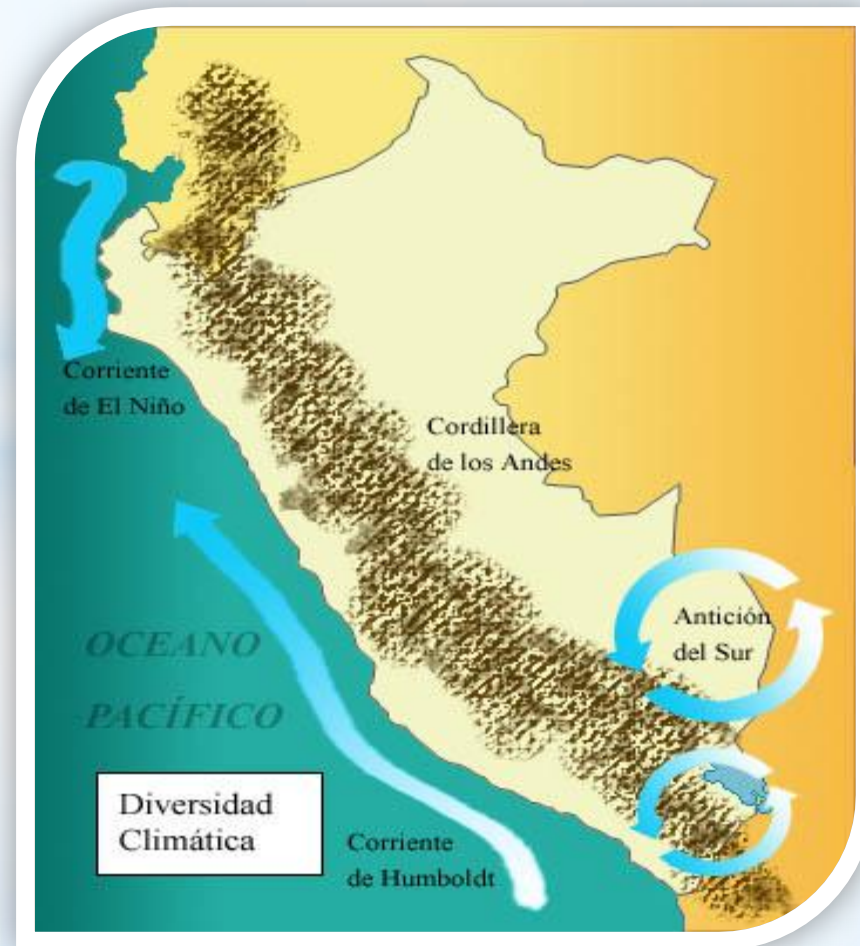 Corriente
de El Niño
Cordillera
de los Andes
Antición
del Sur
OCEANO
PACÍFICO
Diversidad
Climática
Corriente
de Humboldt